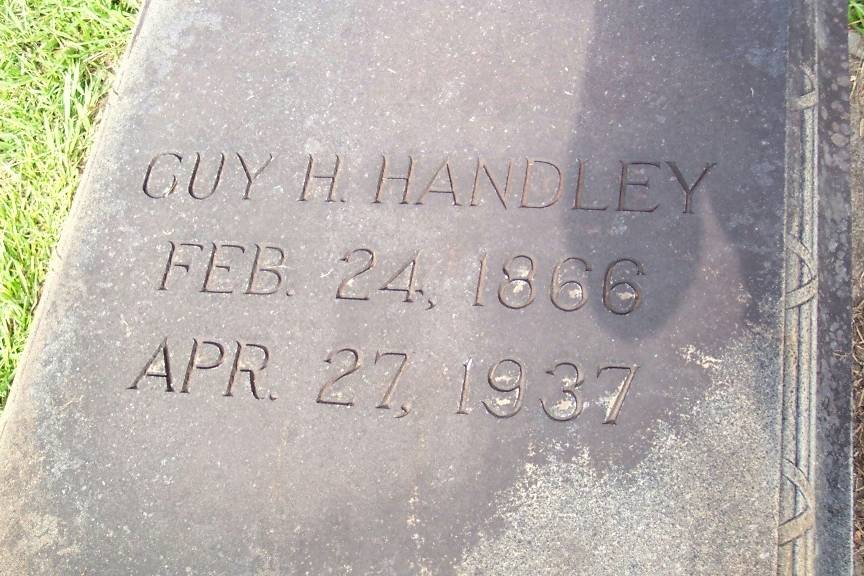 GUY H. HANDLEY
FEB. 24, 1866
APR. 27, 1937